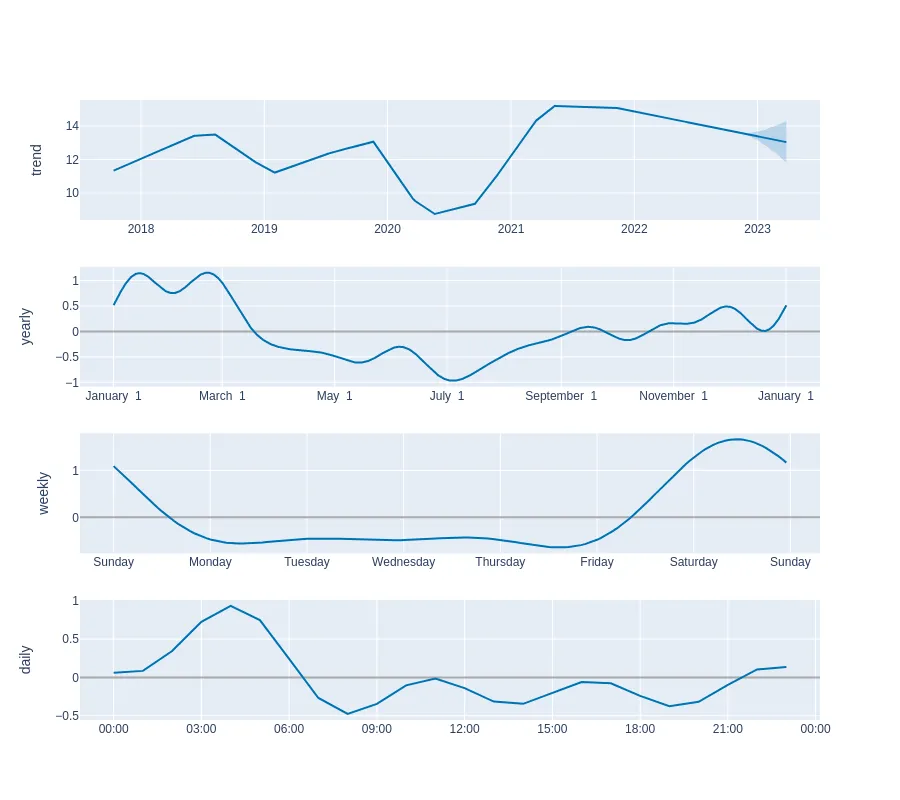 trend
14
12
10
2018 2019 2020 2021 2022 2023
yearly
1
0.5
0
−0.5
−1
January 1 March 1 May 1 July 1 September 1 November 1 January 1
weekly
1
0
Sunday Monday Tuesday Wednesday Thursday Friday Saturday Sunday
daily
1
0.5
0
−0.5
00:00 03:00 06:00 09:00 12:00 15:00 18:00 21:00 00:00